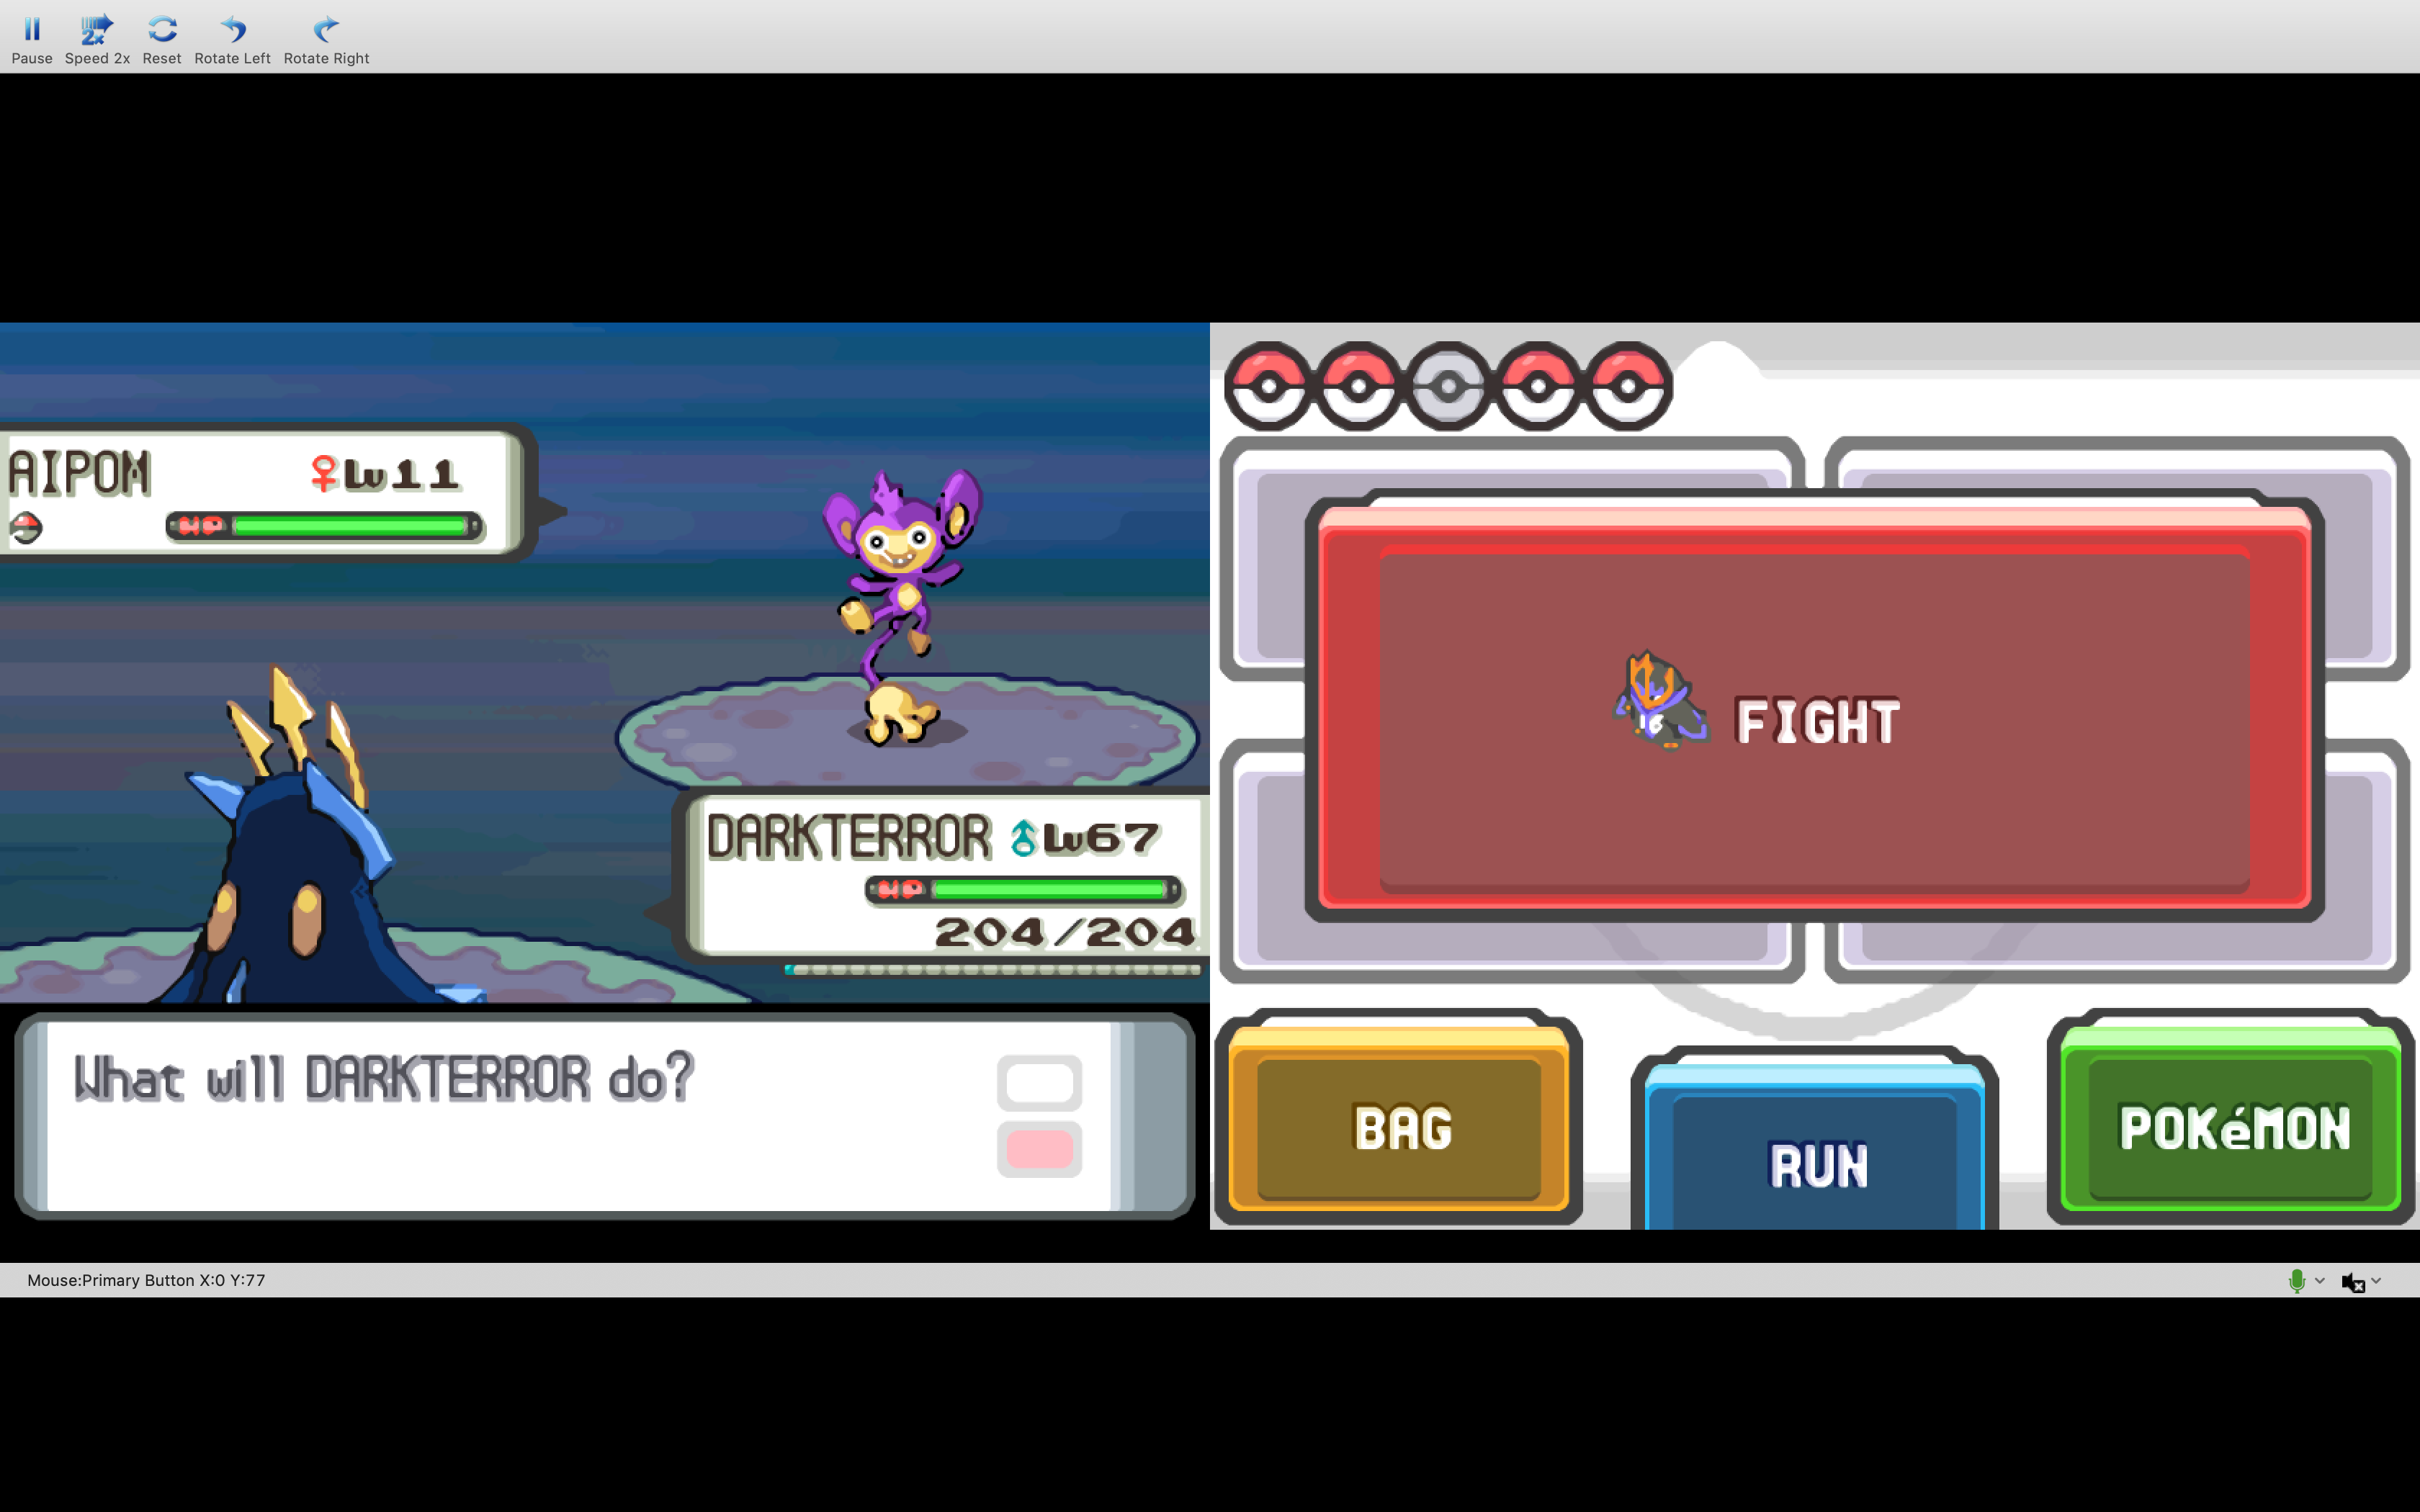 Pause Speed 2x Reset Rotate Left Rotate Right
AIPOM ♀Lv11
HP
DARKTERROR ♂Lv67
HP
204/204
What will DARKTERROR do?
FIGHT
BAG
RUN
POKéMON
Mouse:Primary Button X:0 Y:77